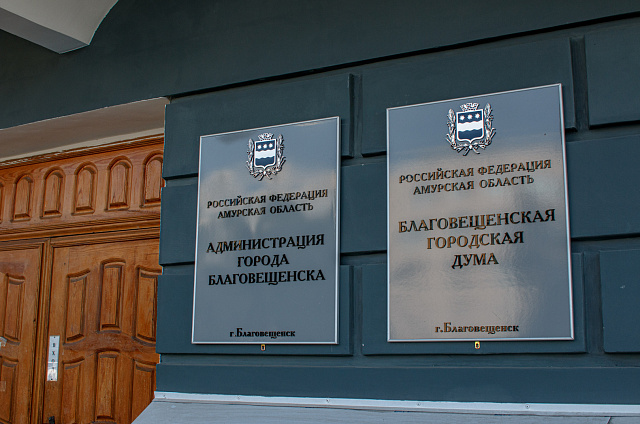 РОССИЙСКАЯ ФЕДЕРАЦИЯ
АМУРСКАЯ ОБЛАСТЬ
АДМИНИСТРАЦИЯ
ГОРОДА
БЛАГОВЕЩЕНСКА
г.Благовещенск
РОССИЙСКАЯ ФЕДЕРАЦИЯ
АМУРСКАЯ ОБЛАСТЬ
БЛАГОВЕЩЕНСКАЯ
ГОРОДСКАЯ
ДУМА
г.Благовещенск